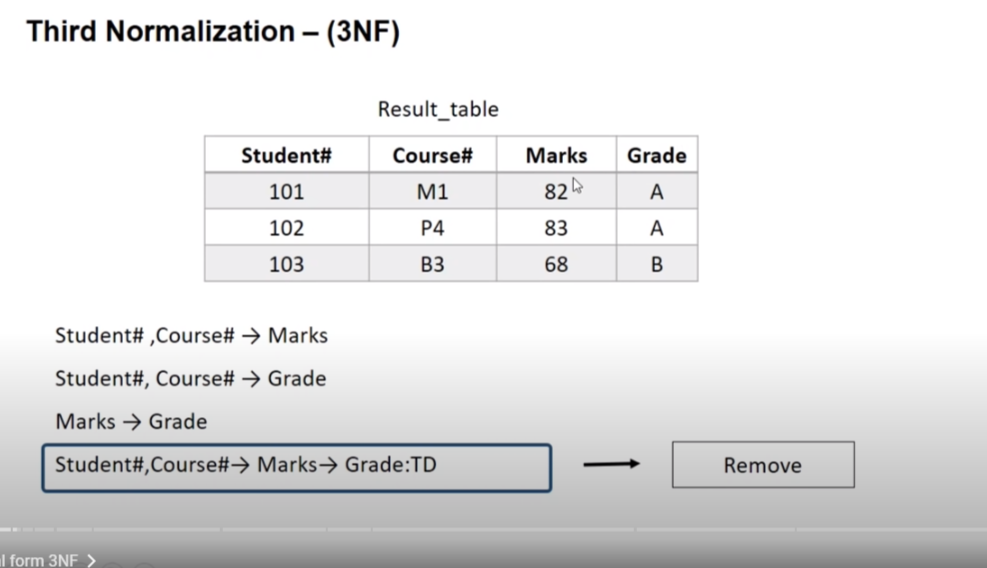 Third Normalization – (3NF)
Result_table
Student# Course# Marks Grade
101 M1 82 A
102 P4 83 A
103 B3 68 B
Student# ,Course# → Marks
Student#, Course# → Grade
Marks → Grade
Student#,Course#→ Marks→ Grade:TD
Remove
form 3NF >